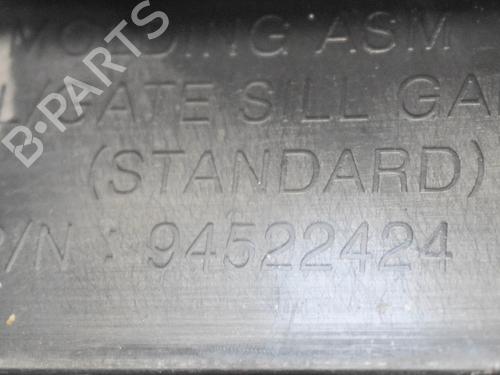 MOLDING ASM
L/GATE SILL GA
(STANDARD)
P/N : 94522424
B-PARTS